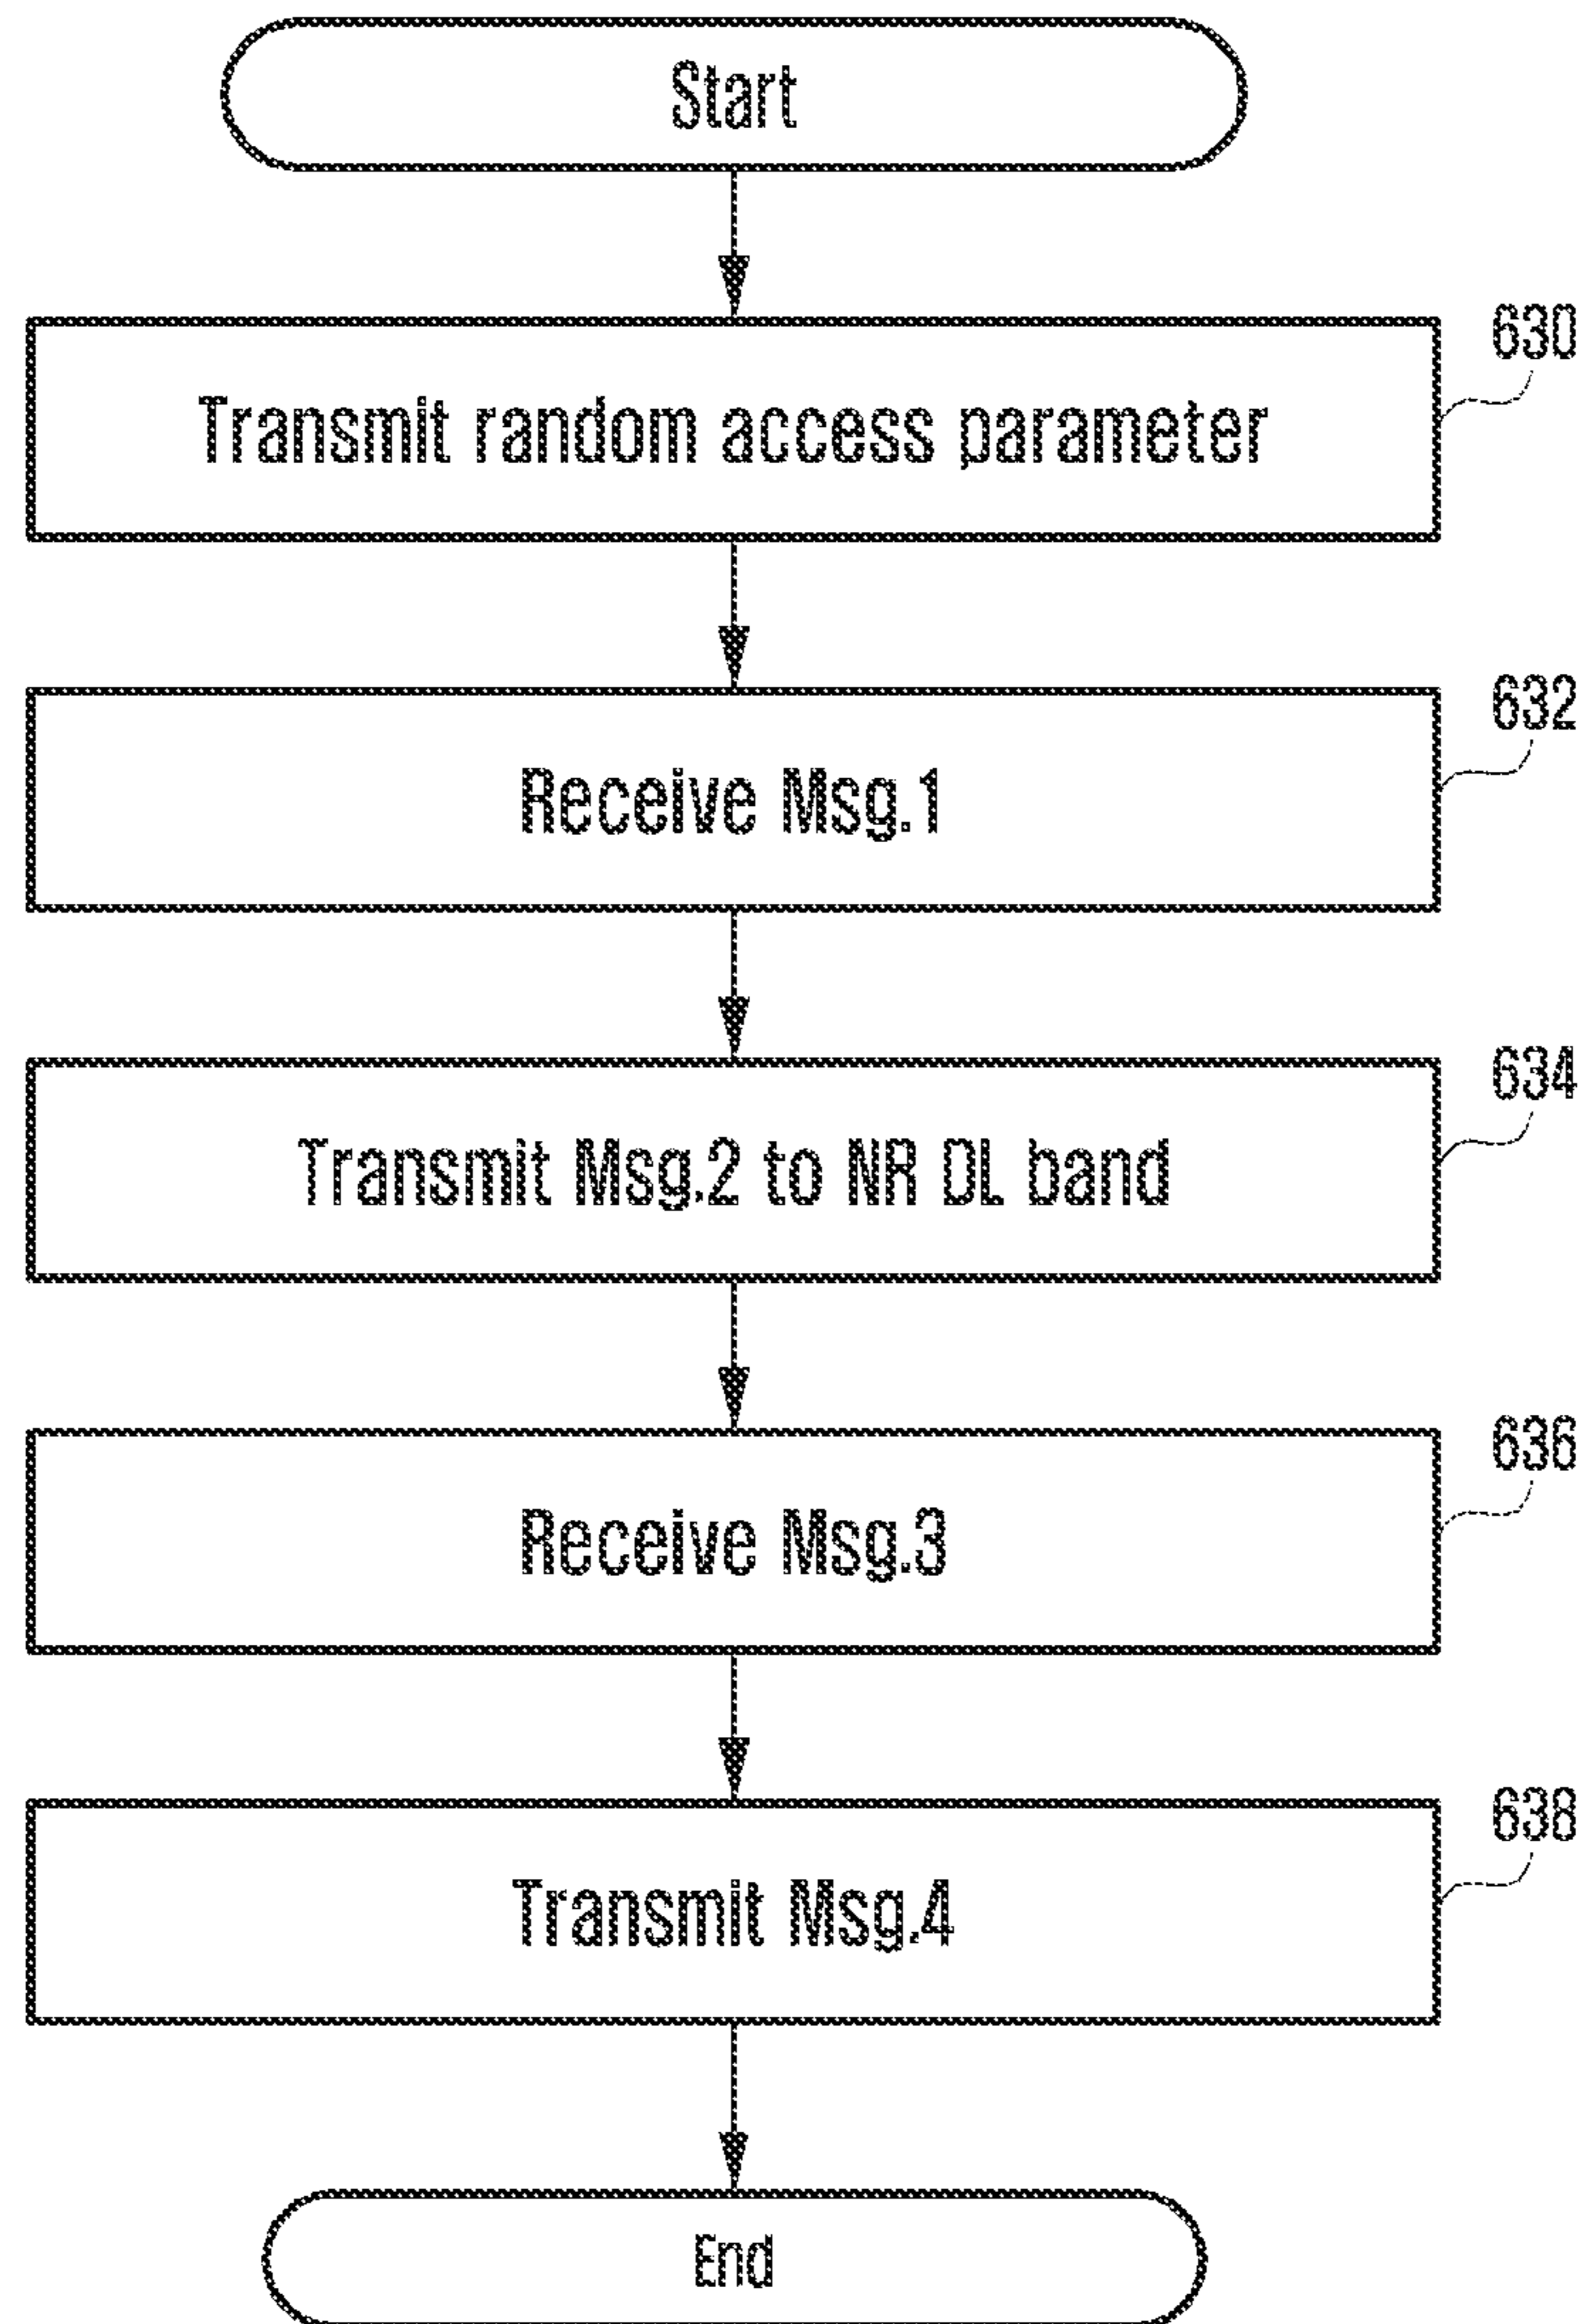 Start
630
Transmit random access parameter
632
Receive Msg.1
634
Transmit Msg.2 to NR DL band
636
Receive Msg.3
638
Transmit Msg.4
End